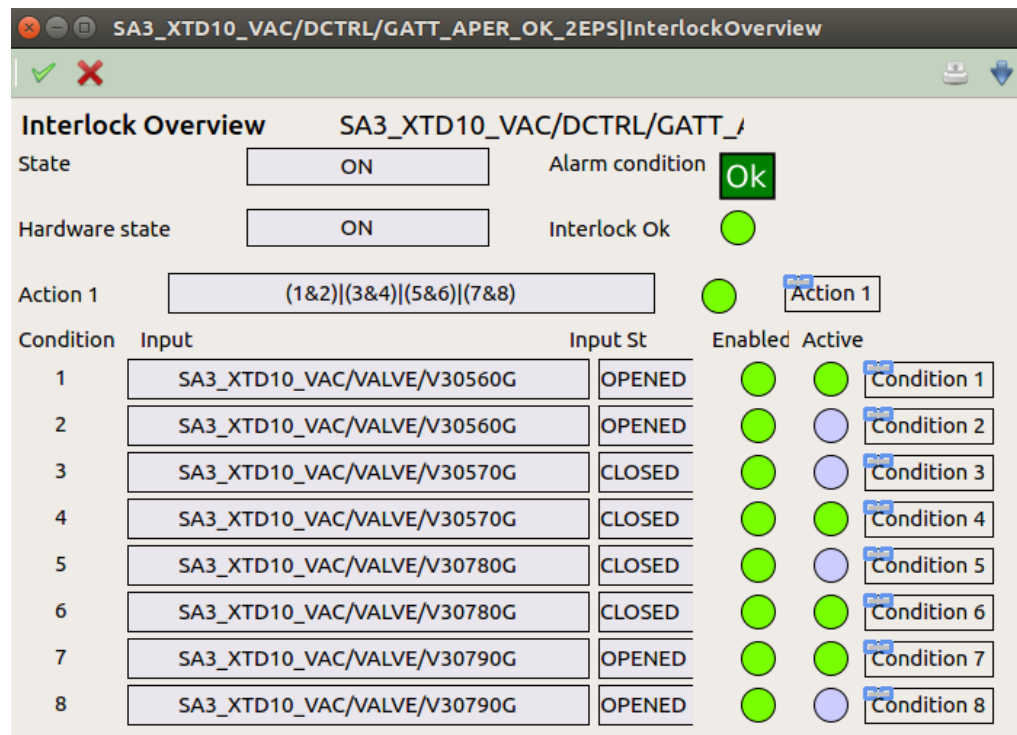 SA3_XTD10_VAC/DCTRL/GATT_APER_OK_2EPS|InterlockOverview
Interlock Overview SA3_XTD10_VAC/DCTRL/GATT_
State ON Alarm condition Ok
Hardware state ON Interlock Ok
Action 1 (1&2)|(3&4)|(5&6)|(7&8) Action 1
Condition Input Input St Enabled Active
1 SA3_XTD10_VAC/VALVE/V30560G OPENED Condition 1
2 SA3_XTD10_VAC/VALVE/V30560G OPENED Condition 2
3 SA3_XTD10_VAC/VALVE/V30570G CLOSED Condition 3
4 SA3_XTD10_VAC/VALVE/V30570G CLOSED Condition 4
5 SA3_XTD10_VAC/VALVE/V30780G CLOSED Condition 5
6 SA3_XTD10_VAC/VALVE/V30780G CLOSED Condition 6
7 SA3_XTD10_VAC/VALVE/V30790G OPENED Condition 7
8 SA3_XTD10_VAC/VALVE/V30790G OPENED Condition 8